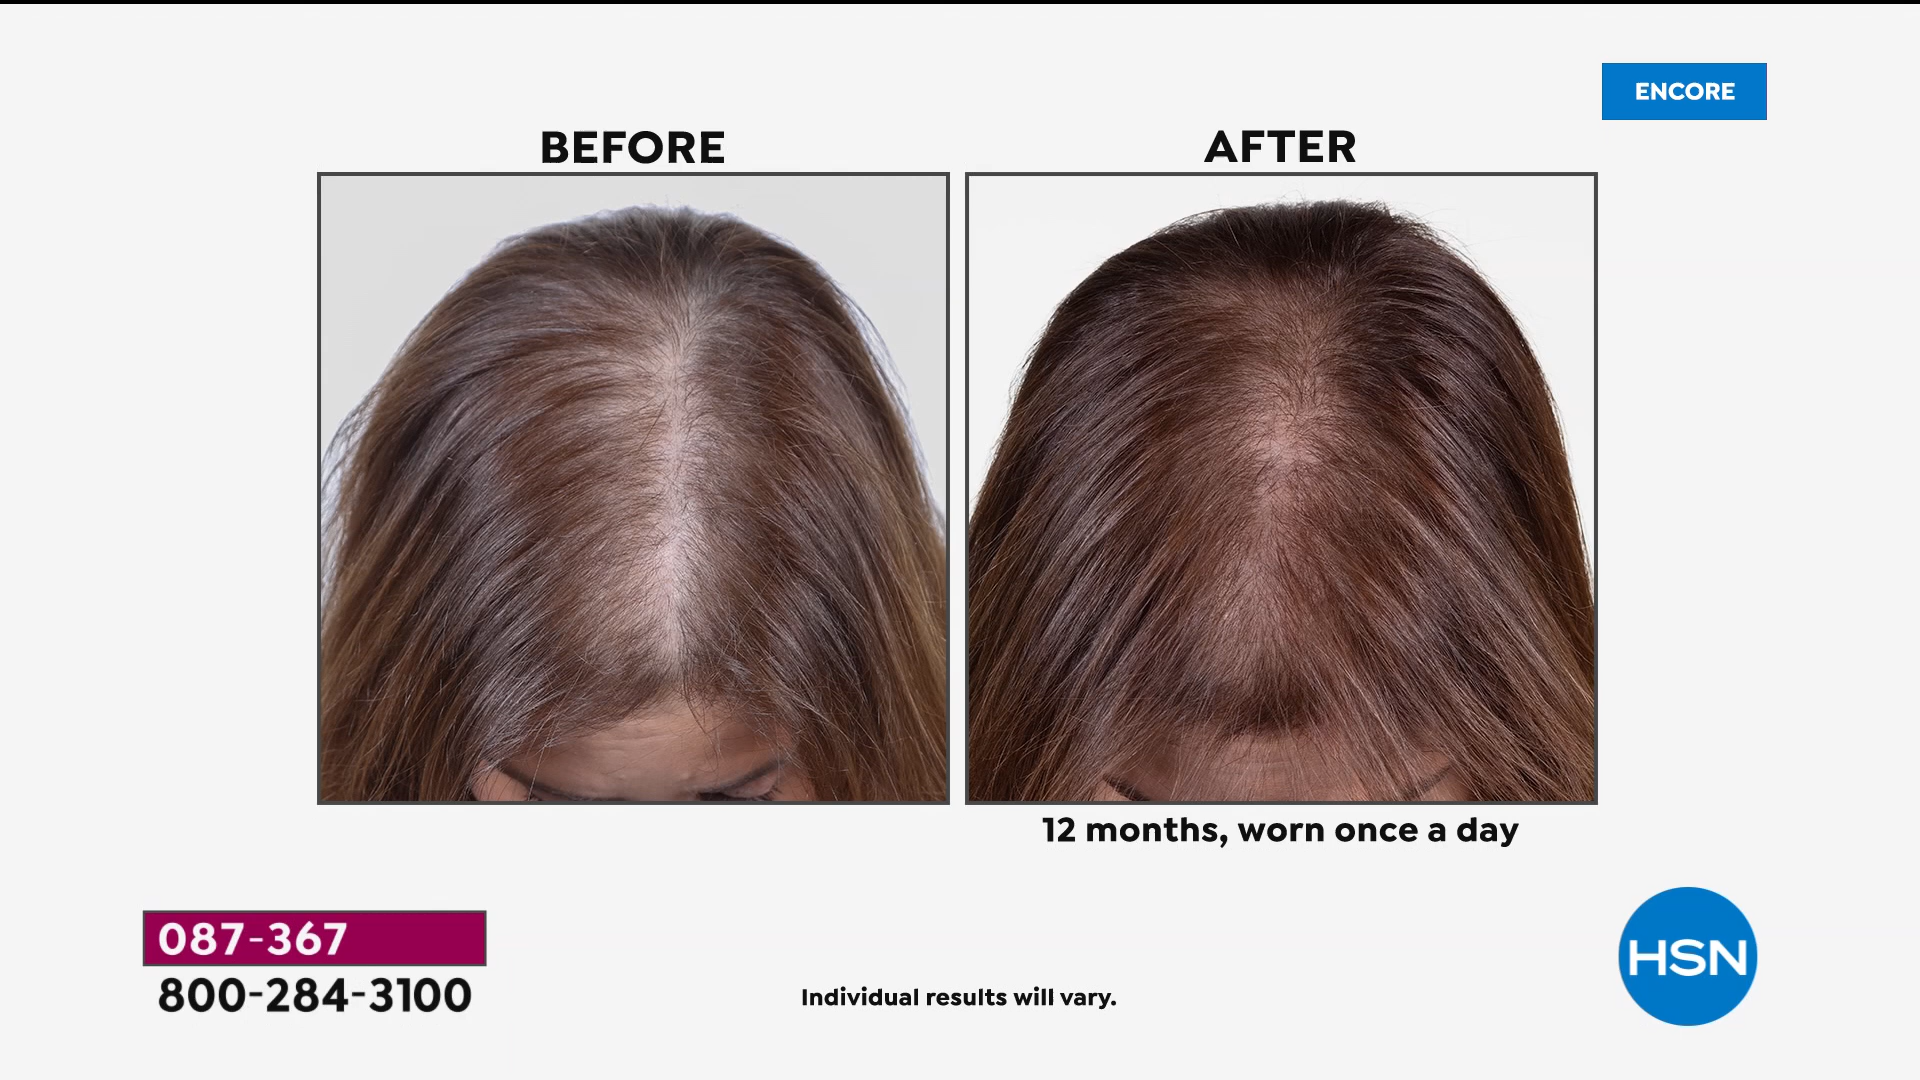 ENCORE
BEFORE
AFTER
12 months, worn once a day
087-367
800-284-3100
Individual results will vary.
HSN